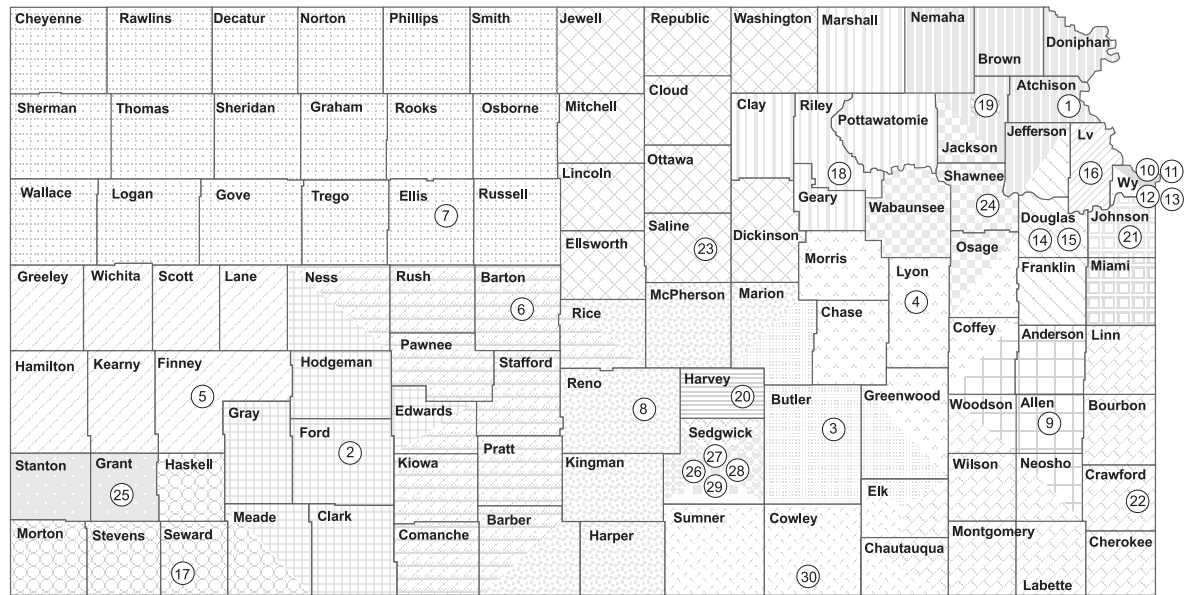 Cheyenne Rawlins Decatur Norton Phillips Smith Jewell Republic Washington Marshall Nemaha Brown Doniphan
Sherman Thomas Sheridan Graham Rooks Osborne Mitchell Cloud Clay Riley Pottawatomie Jackson 19 Atchison 1
Jefferson Lv 16 Wy 10 11 12 13
Wallace Logan Gove Trego Ellis 7 Russell Lincoln Ottawa 18 Geary Wabaunsee Shawnee 24 Douglas 14 15 Johnson 21
Ellsworth Saline 23 Dickinson Morris Lyon 4 Osage Franklin Miami
Greeley Wichita Scott Lane Ness Rush Barton 6 Rice McPherson Marion Chase Coffey Anderson Linn
Hamilton Kearny Finney 5 Hodgeman Pawnee Stafford Reno 8 Harvey 20 Butler 3 Greenwood Woodson Allen 9 Bourbon
Gray Ford 2 Edwards
Stanton Grant 25 Haskell Kiowa Pratt Kingman Sedgwick 27 26 28 29 Elk Wilson Neosho Crawford 22
Morton Stevens Seward 17 Meade Clark Comanche Barber Harper Sumner Cowley 30 Chautauqua Montgomery Labette Cherokee